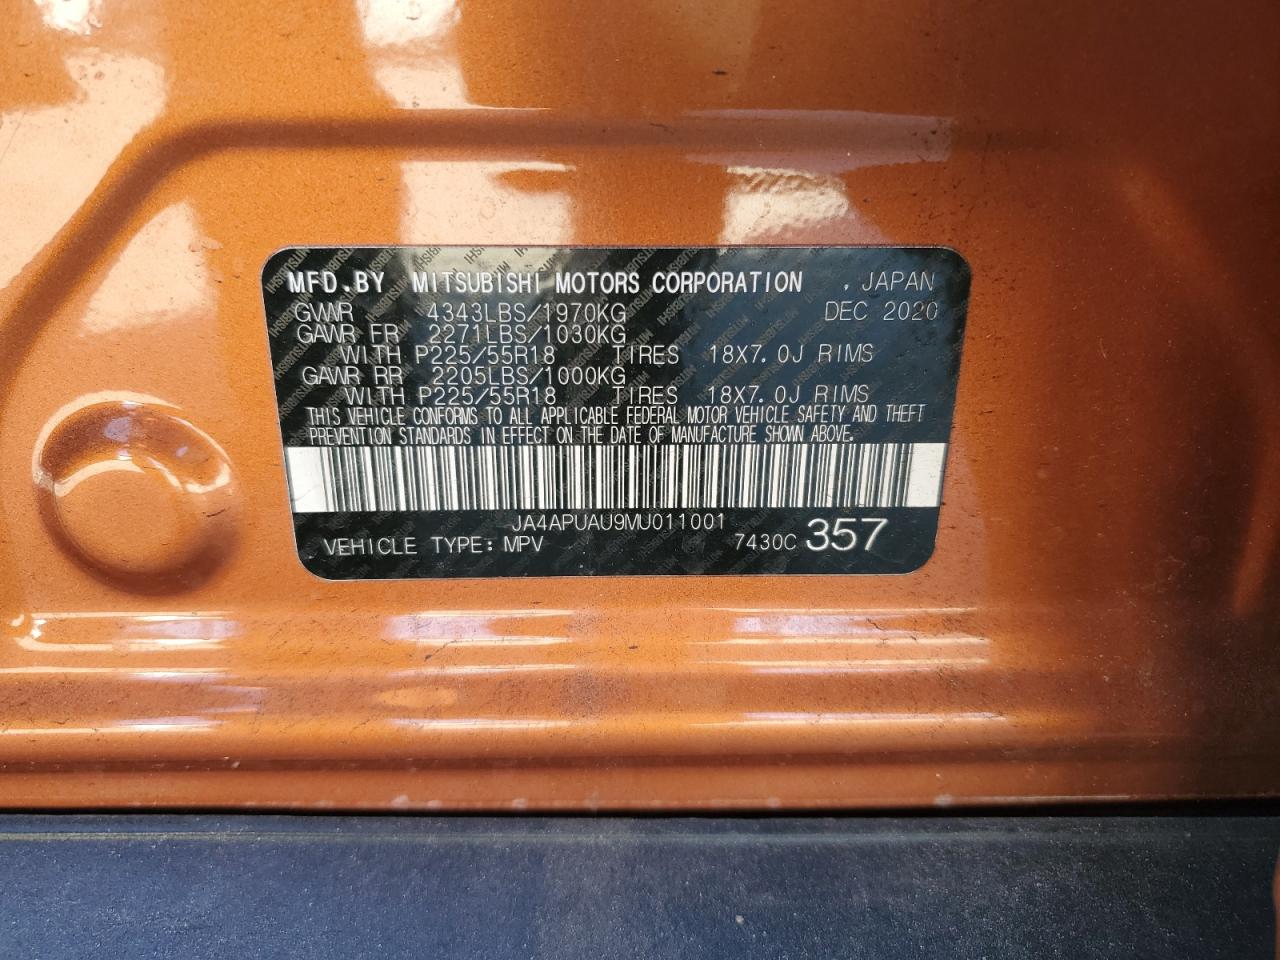 MFD.BY MITSUBISHI MOTORS CORPORATION , JAPAN
GVWR 4343LBS/1970KG DEC 2020
GAWR FR 2271LBS/1030KG
WITH P225/55R18 TIRES 18X7.0J RIMS
GAWR RR 2205LBS/1000KG
WITH P225/55R18 TIRES 18X7.0J RIMS
THIS VEHICLE CONFORMS TO ALL APPLICABLE FEDERAL MOTOR VEHICLE SAFETY AND THEFT
PREVENTION STANDARDS IN EFFECT ON THE DATE OF MANUFACTURE SHOWN ABOVE.
JA4APUAU9MU011001
VEHICLE TYPE: MPV 7430C 357